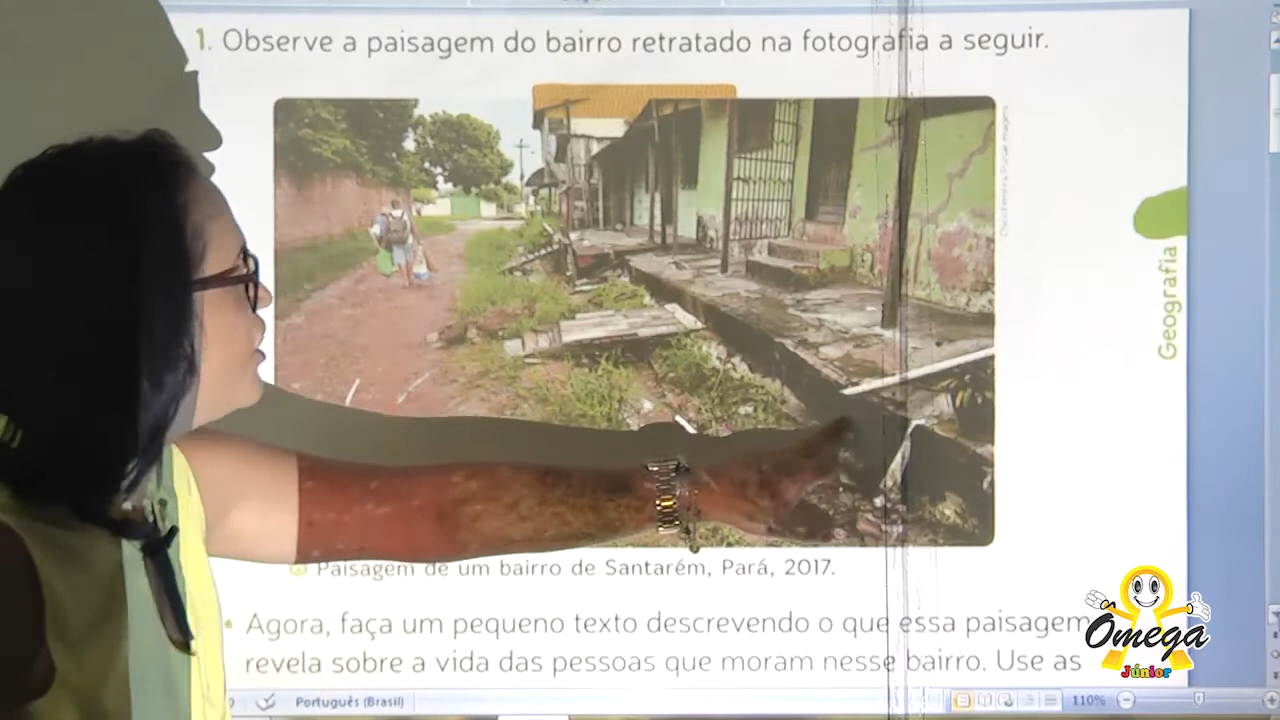 1. Observe a paisagem do bairro retratado na fotografia a seguir.
Geografia
Paisagem de um bairro de Santarém, Pará, 2017.
• Agora, faça um pequeno texto descrevendo o que essa paisagem
revela sobre a vida das pessoas que moram nesse bairro. Use as
Omega
Júnior
Português (Brasil)
110%